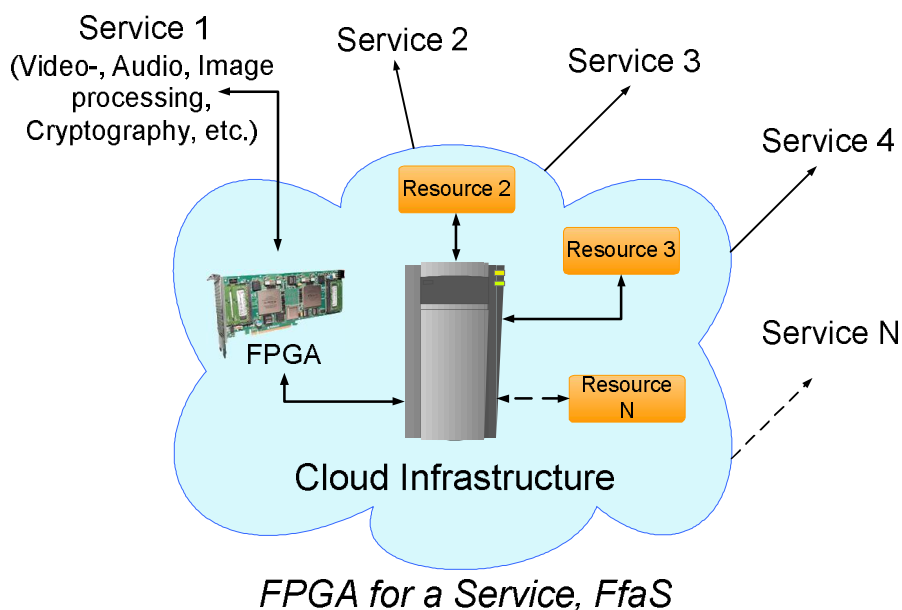 Service 1
(Video-, Audio, Image
processing,
Cryptography, etc.)
Service 2
Service 3
Service 4
Service N
Resource 2
Resource 3
Resource
N
FPGA
Cloud Infrastructure
FPGA for a Service, FfaS